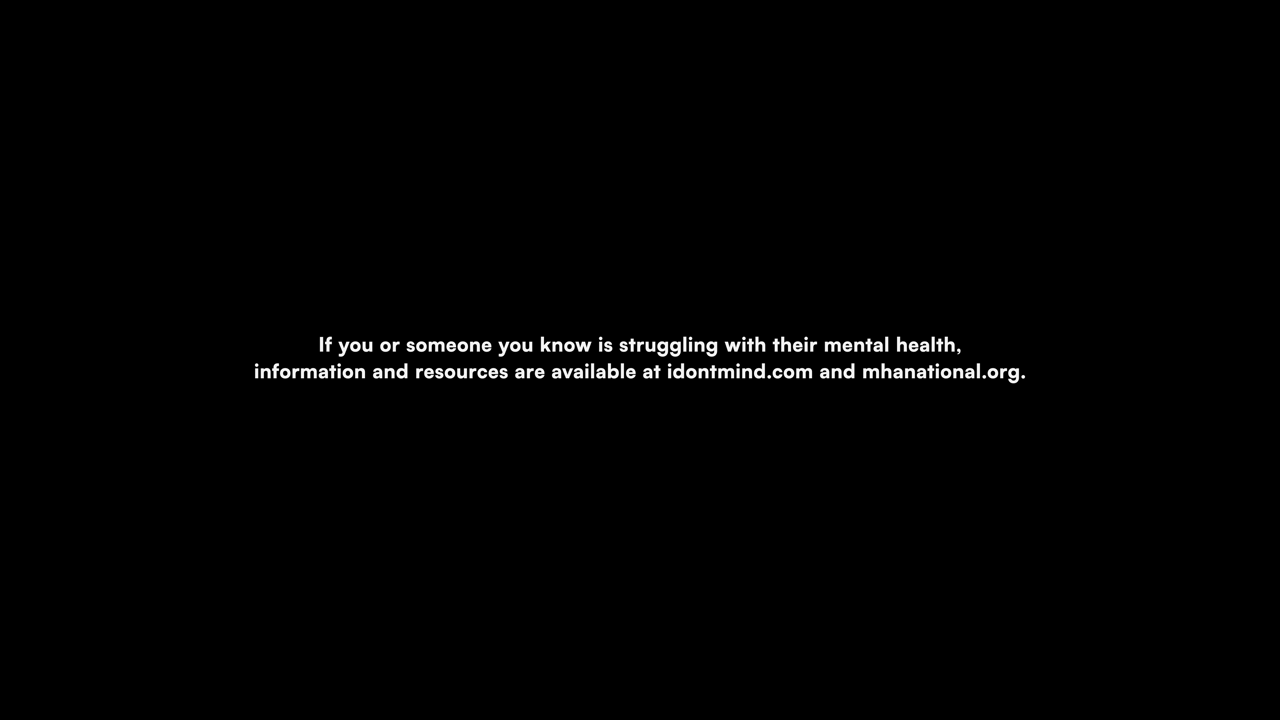 If you or someone you know is struggling with their mental health,
information and resources are available at idontmind.com and mhanational.org.